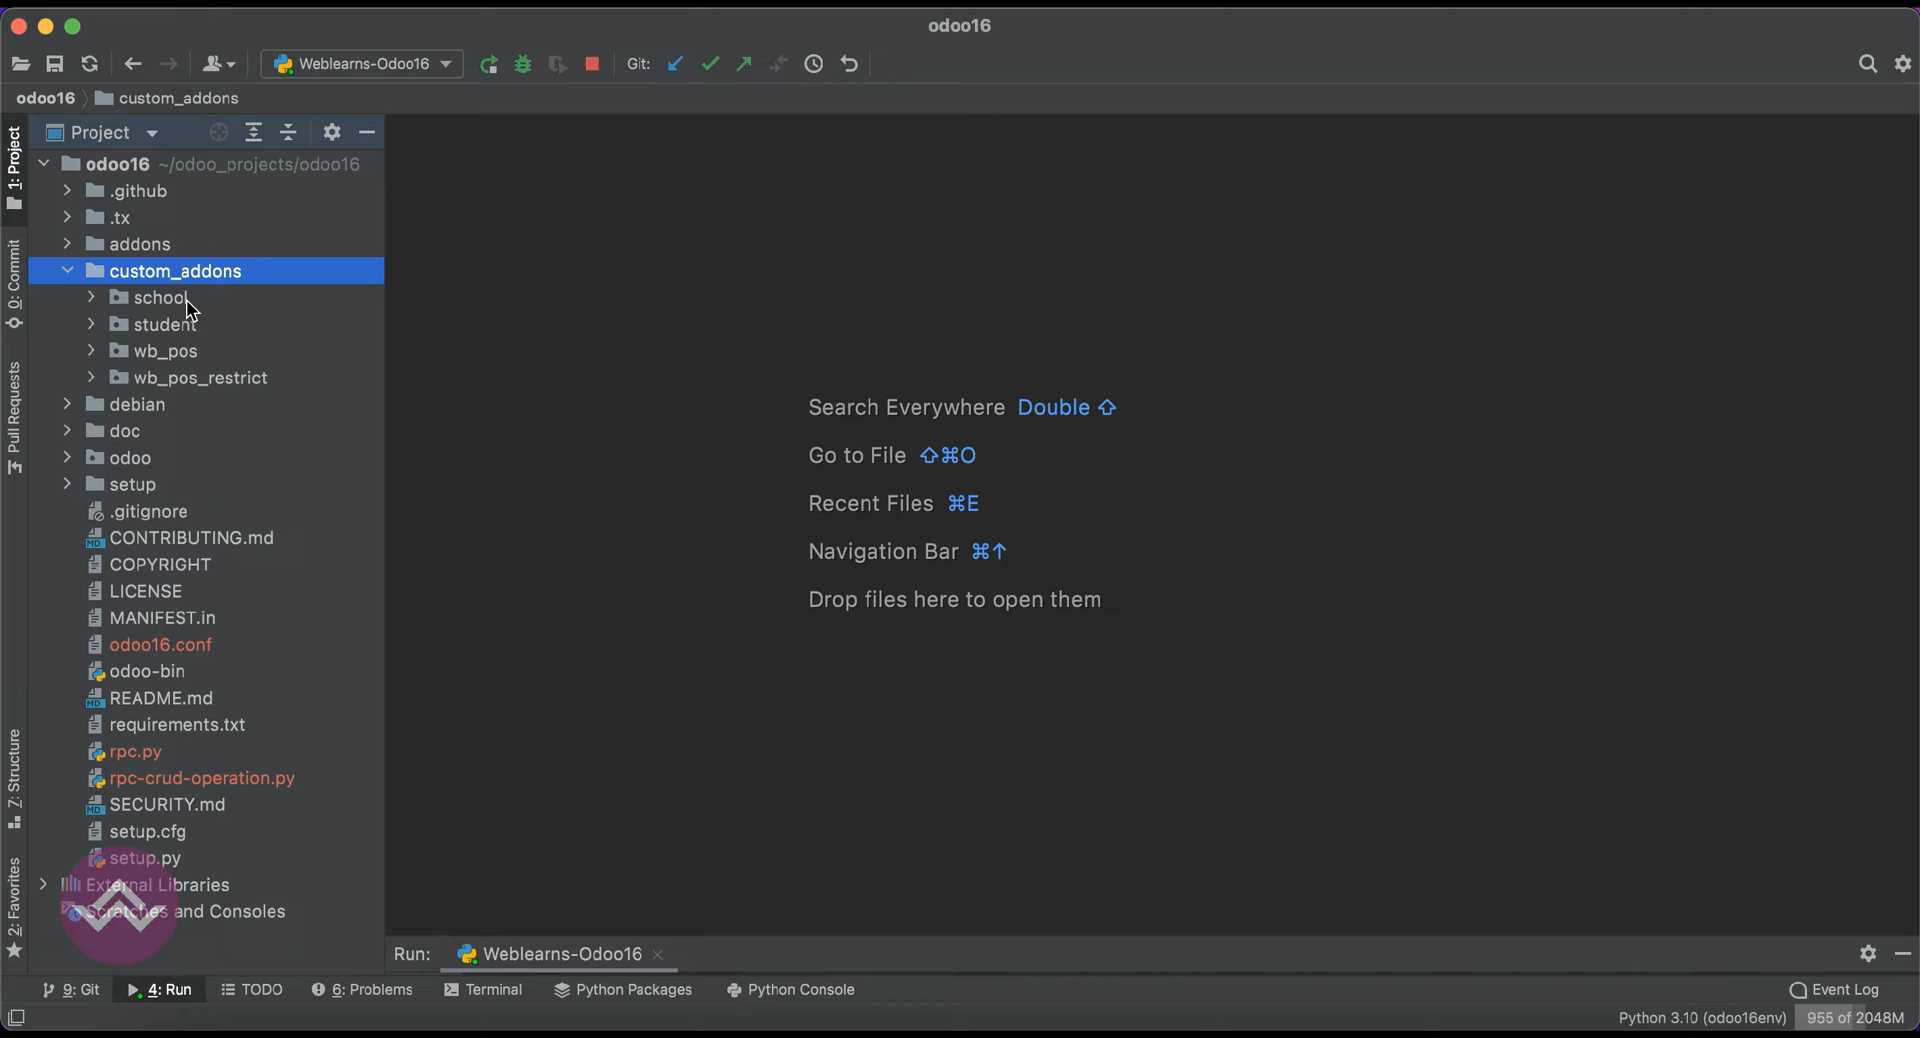 odoo16
Weblearns-Odoo16
Git:
odoo16
custom_addons
Project
odoo16 ~/odoo_projects/odoo16
.github
.tx
addons
custom_addons
school
student
wb_pos
wb_pos_restrict
debian
doc
odoo
setup
.gitignore
CONTRIBUTING.md
COPYRIGHT
LICENSE
MANIFEST.in
odoo16.conf
odoo-bin
README.md
requirements.txt
rpc.py
rpc-crud-operation.py
SECURITY.md
setup.cfg
setup.py
External Libraries
Scratches and Consoles
1: Project
0: Commit
Pull Requests
7: Structure
2: Favorites
Search Everywhere Double ⇧
Go to File ⇧⌘O
Recent Files ⌘E
Navigation Bar ⌘↑
Drop files here to open them
Run: Weblearns-Odoo16
9: Git
4: Run
TODO
6: Problems
Terminal
Python Packages
Python Console
Event Log
Python 3.10 (odoo16env) 955 of 2048M